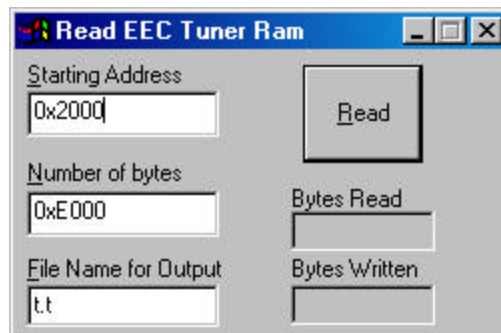 Read EEC Tuner Ram
Starting Address
0x2000
Read
Number of bytes
0xE000
Bytes Read
File Name for Output
t.t
Bytes Written